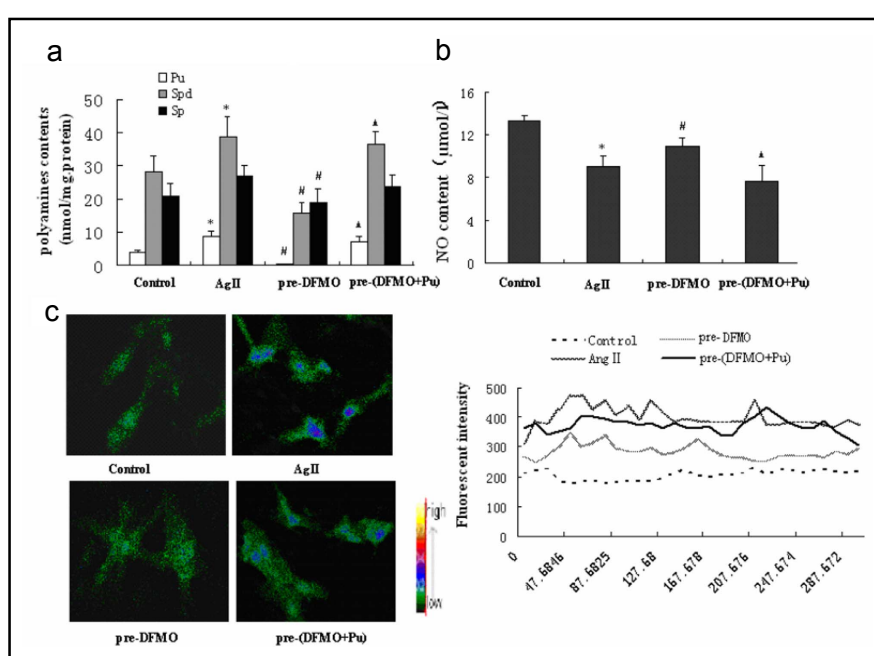 a
Pu
Spd
Sp
polyamines contents
(nmol/mg.protein)
50
40
30
20
10
0
*
*
#
#
#
▲
▲
Control
AgII
pre-DFMO
pre-(DFMO+Pu)
b
NO content (μmol/l)
16
12
8
4
0
*
#
▲
Control
AgII
pre-DFMO
pre-(DFMO+Pu)
c
Control
AgII
pre-DFMO
pre-(DFMO+Pu)
high
low
Control
pre-DFMO
Ang II
pre-(DFMO+Pu)
Fluorescent intensity
500
400
300
200
100
0
0
47.6846
87.6825
127.68
167.678
207.676
247.674
287.672